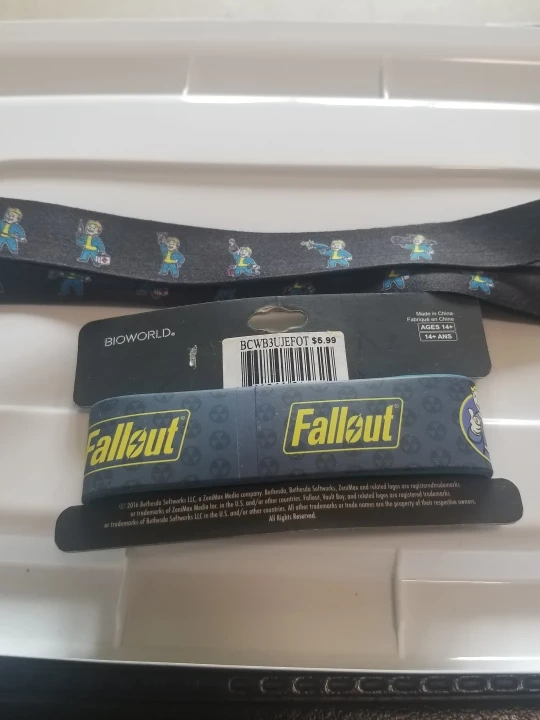 BIOWORLD®
BCWB3UJEFOT $6.99
Made in China
Fabriqué en Chine
AGES 14+
14+ ANS
Fallout
Fallout
© 2016 Bethesda Softworks LLC, a ZeniMax Media company. Bethesda, Bethesda Softworks, ZeniMax and related logos are registered trademarks
or trademarks of ZeniMax Media Inc. in the U.S. and/or other countries. Fallout, Vault Boy, and related logos are registered trademarks
or trademarks of Bethesda Softworks LLC in the U.S. and/or other countries. All other trademarks or trade names are the property of their respective owners.
All Rights Reserved.